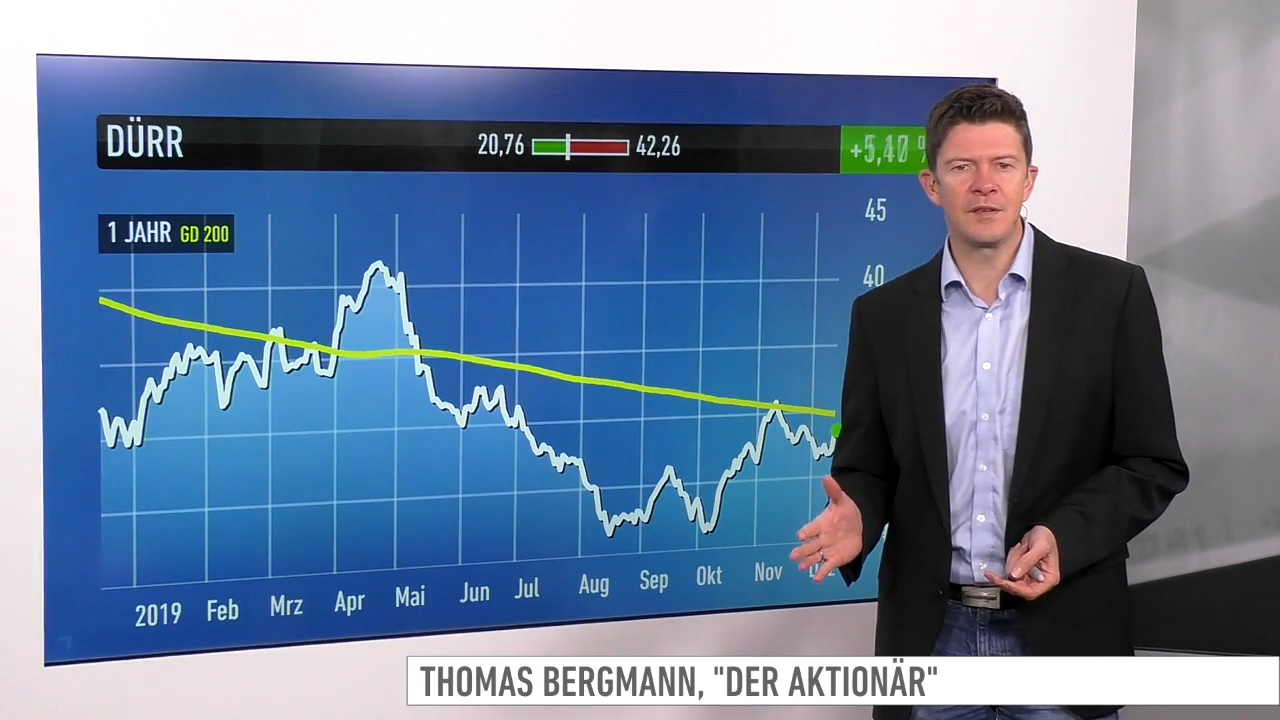 DÜRR
20,76 42,26
45
1 JAHR GD 200
40
2019 Feb Mrz Apr Mai Jun Jul Aug Sep Okt Nov
THOMAS BERGMANN, "DER AKTIONÄR"